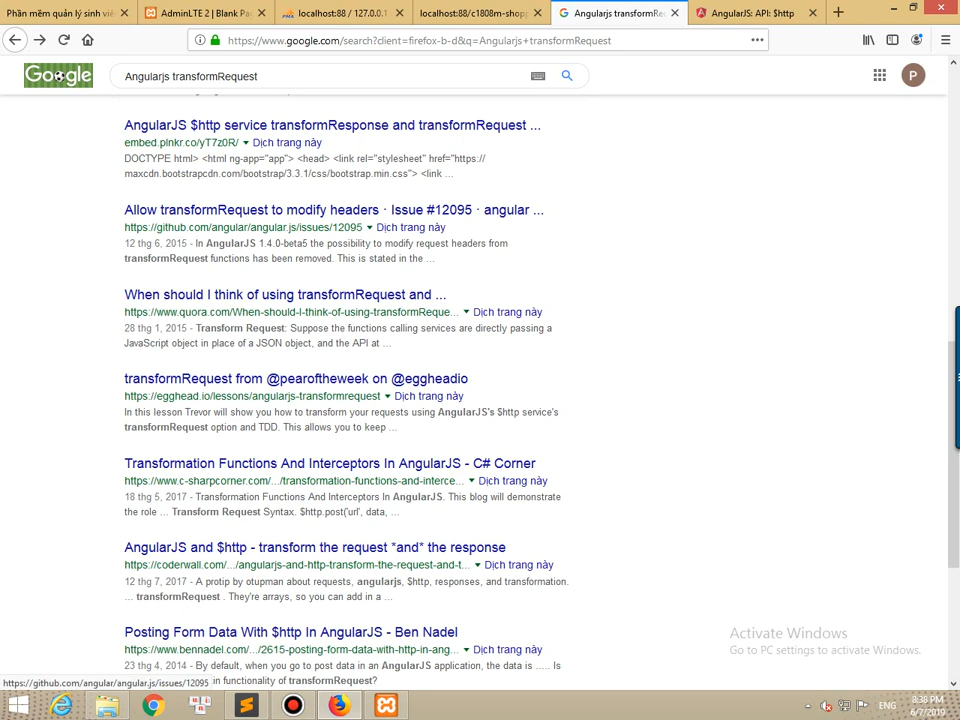 Phần mềm quản lý sinh viê
AdminLTE 2 | Blank Pa
localhost:88 / 127.0.0.1
localhost:88/c1808m-shopp
Angularjs transformRe
AngularJS: API: $http
https://www.google.com/search?client=firefox-b-d&q=Angularjs+transformRequest
Google
Angularjs transformRequest
P
AngularJS $http service transformResponse and transformRequest ...
embed.plnkr.co/yT7z0R/ Dịch trang này
DOCTYPE html> <html ng-app="app"> <head> <link rel="stylesheet" href="https://
maxcdn.bootstrapcdn.com/bootstrap/3.3.1/css/bootstrap.min.css"> <link ...
Allow transformRequest to modify headers · Issue #12095 · angular ...
https://github.com/angular/angular.js/issues/12095 Dịch trang này
12 thg 6, 2015 - In AngularJS 1.4.0-beta5 the possibility to modify request headers from
transformRequest functions has been removed. This is stated in the ...
When should I think of using transformRequest and ...
https://www.quora.com/When-should-I-think-of-using-transformReque... Dịch trang này
28 thg 1, 2015 - Transform Request: Suppose the functions calling services are directly passing a
JavaScript object in place of a JSON object, and the API at ...
transformRequest from @pearoftheweek on @eggheadio
https://egghead.io/lessons/angularjs-transformrequest Dịch trang này
In this lesson Trevor will show you how to transform your requests using AngularJS's $http service's
transformRequest option and TDD. This allows you to keep ...
Transformation Functions And Interceptors In AngularJS - C# Corner
https://www.c-sharpcorner.com/.../transformation-functions-and-interce... Dịch trang này
18 thg 5, 2017 - Transformation Functions And Interceptors In AngularJS. This blog will demonstrate
the role ... Transform Request Syntax. $http.post('url', data, ...
AngularJS and $http - transform the request *and* the response
https://coderwall.com/.../angularjs-and-http-transform-the-request-and-t... Dịch trang này
12 thg 7, 2017 - A protip by otupman about requests, angularjs, $http, responses, and transformation.
... transformRequest . They're arrays, so you can add in a ...
Posting Form Data With $http In AngularJS - Ben Nadel
https://www.bennadel.com/.../2615-posting-form-data-with-http-in-ang... Dịch trang này
23 thg 4, 2014 - By default, when you go to post data in an AngularJS application, the data is ..... Is
in functionality of transformRequest?
https://github.com/angular/angular.js/issues/12095
Activate Windows
Go to PC settings to activate Windows.
ENG
8:38 PM
6/7/2019